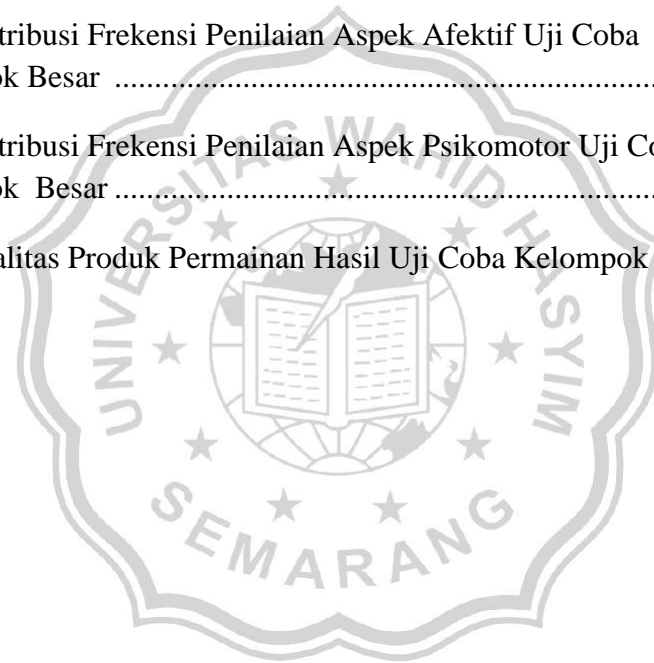 tribusi Frekensi Penilaian Aspek Afektif Uji Coba
ok Besar ....................................................................
tribusi Frekensi Penilaian Aspek Psikomotor Uji Co
ok  Besar ....................................................................
alitas Produk Permainan Hasil Uji Coba Kelompok
UNIVERSITAS WAHID HASYIM
SEMARANG